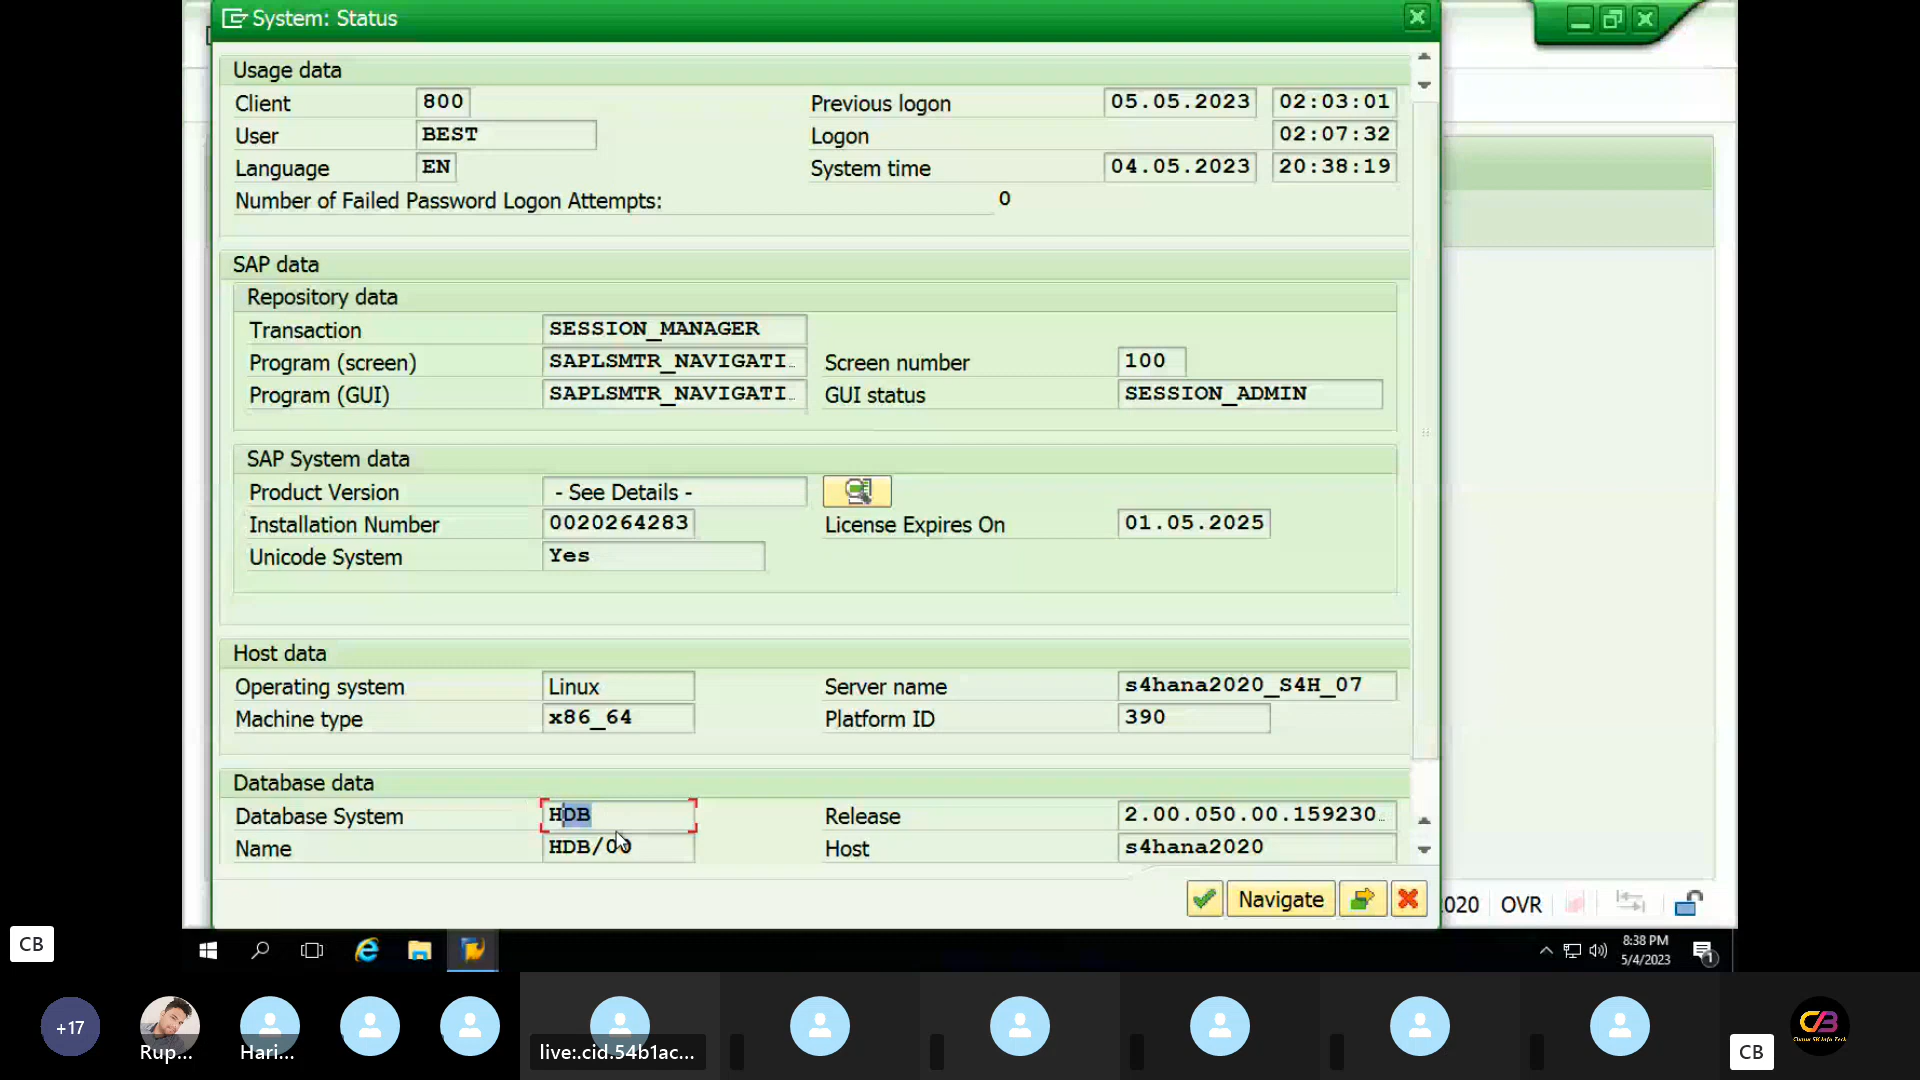 System: Status
Usage data
Client 800 Previous logon 05.05.2023 02:03:01
User BEST Logon 02:07:32
Language EN System time 04.05.2023 20:38:19
Number of Failed Password Logon Attempts: 0
SAP data
Repository data
Transaction SESSION_MANAGER
Program (screen) SAPLSMTR_NAVIGATI… Screen number 100
Program (GUI) SAPLSMTR_NAVIGATI… GUI status SESSION_ADMIN
SAP System data
Product Version - See Details -
Installation Number 0020264283 License Expires On 01.05.2025
Unicode System Yes
Host data
Operating system Linux Server name s4hana2020_S4H_07
Machine type x86_64 Platform ID 390
Database data
Database System HDB Release 2.00.050.00.159230…
Name HDB/00 Host s4hana2020
Navigate
020 OVR
CB
8:38 PM
5/4/2023
1
+17
Rup...
Hari...
live:.cid.54b1ac...
CB
CB